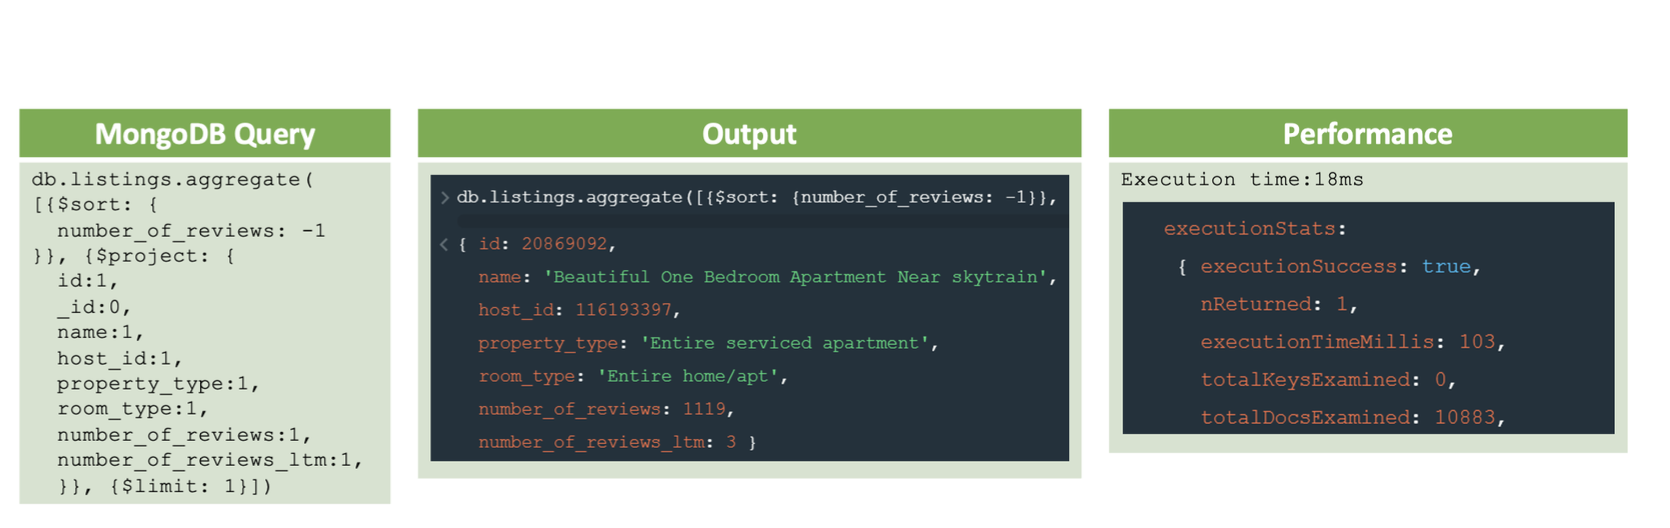 MongoDB Query
db.listings.aggregate(
[{$sort: {
number_of_reviews: -1
}}, {$project: {
id:1,
_id:0,
name:1,
host_id:1,
property_type:1,
room_type:1,
number_of_reviews:1,
number_of_reviews_ltm:1,
}}, {$limit: 1}])
Output
> db.listings.aggregate([{$sort: {number_of_reviews: -1}},
< { id: 20869092,
name: 'Beautiful One Bedroom Apartment Near skytrain',
host_id: 116193397,
property_type: 'Entire serviced apartment',
room_type: 'Entire home/apt',
number_of_reviews: 1119,
number_of_reviews_ltm: 3 }
Performance
Execution time:18ms
executionStats:
{ executionSuccess: true,
nReturned: 1,
executionTimeMillis: 103,
totalKeysExamined: 0,
totalDocsExamined: 10883,